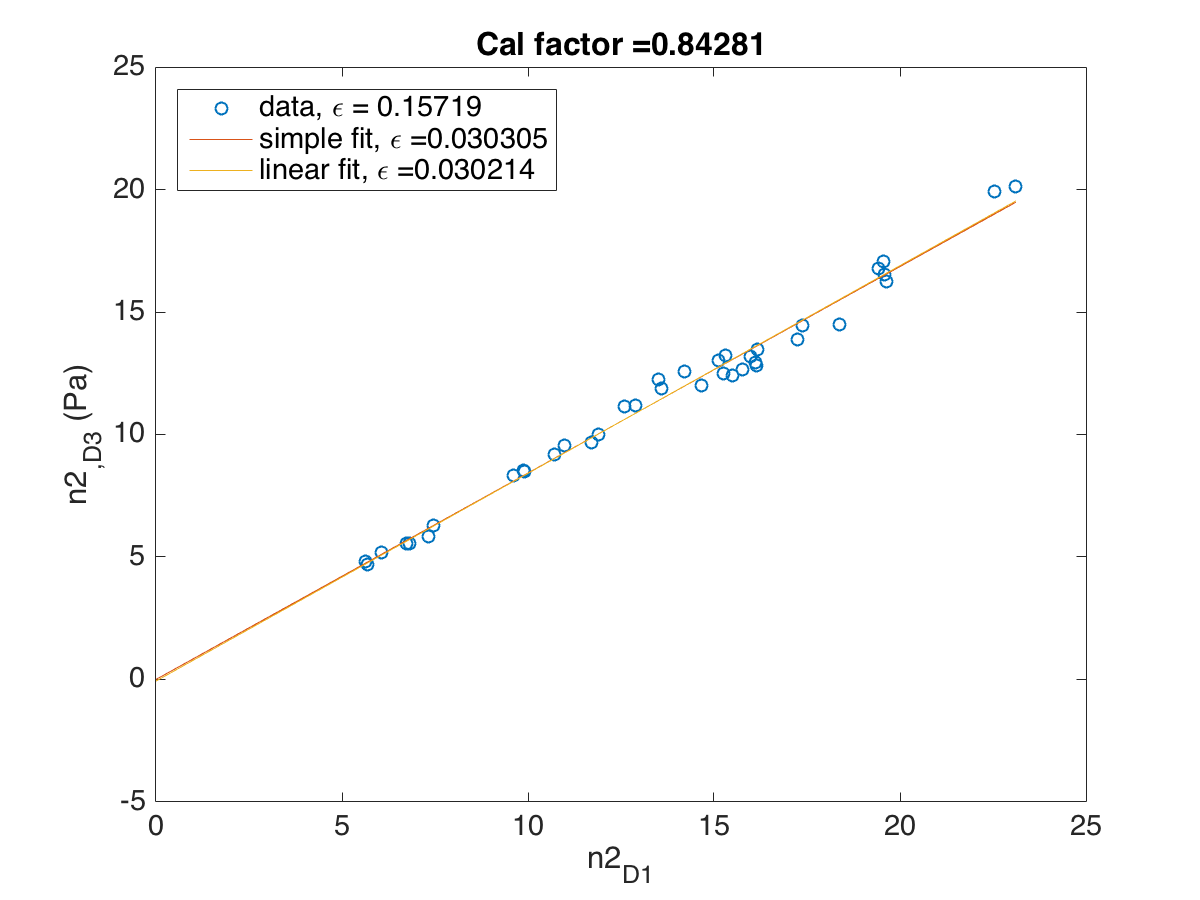 Cal factor =0.84281
data, ϵ = 0.15719
simple fit, ϵ =0.030305
linear fit, ϵ =0.030214
25
20
15
10
5
0
-5
n2,D3 (Pa)
0 5 10 15 20 25
n2D1